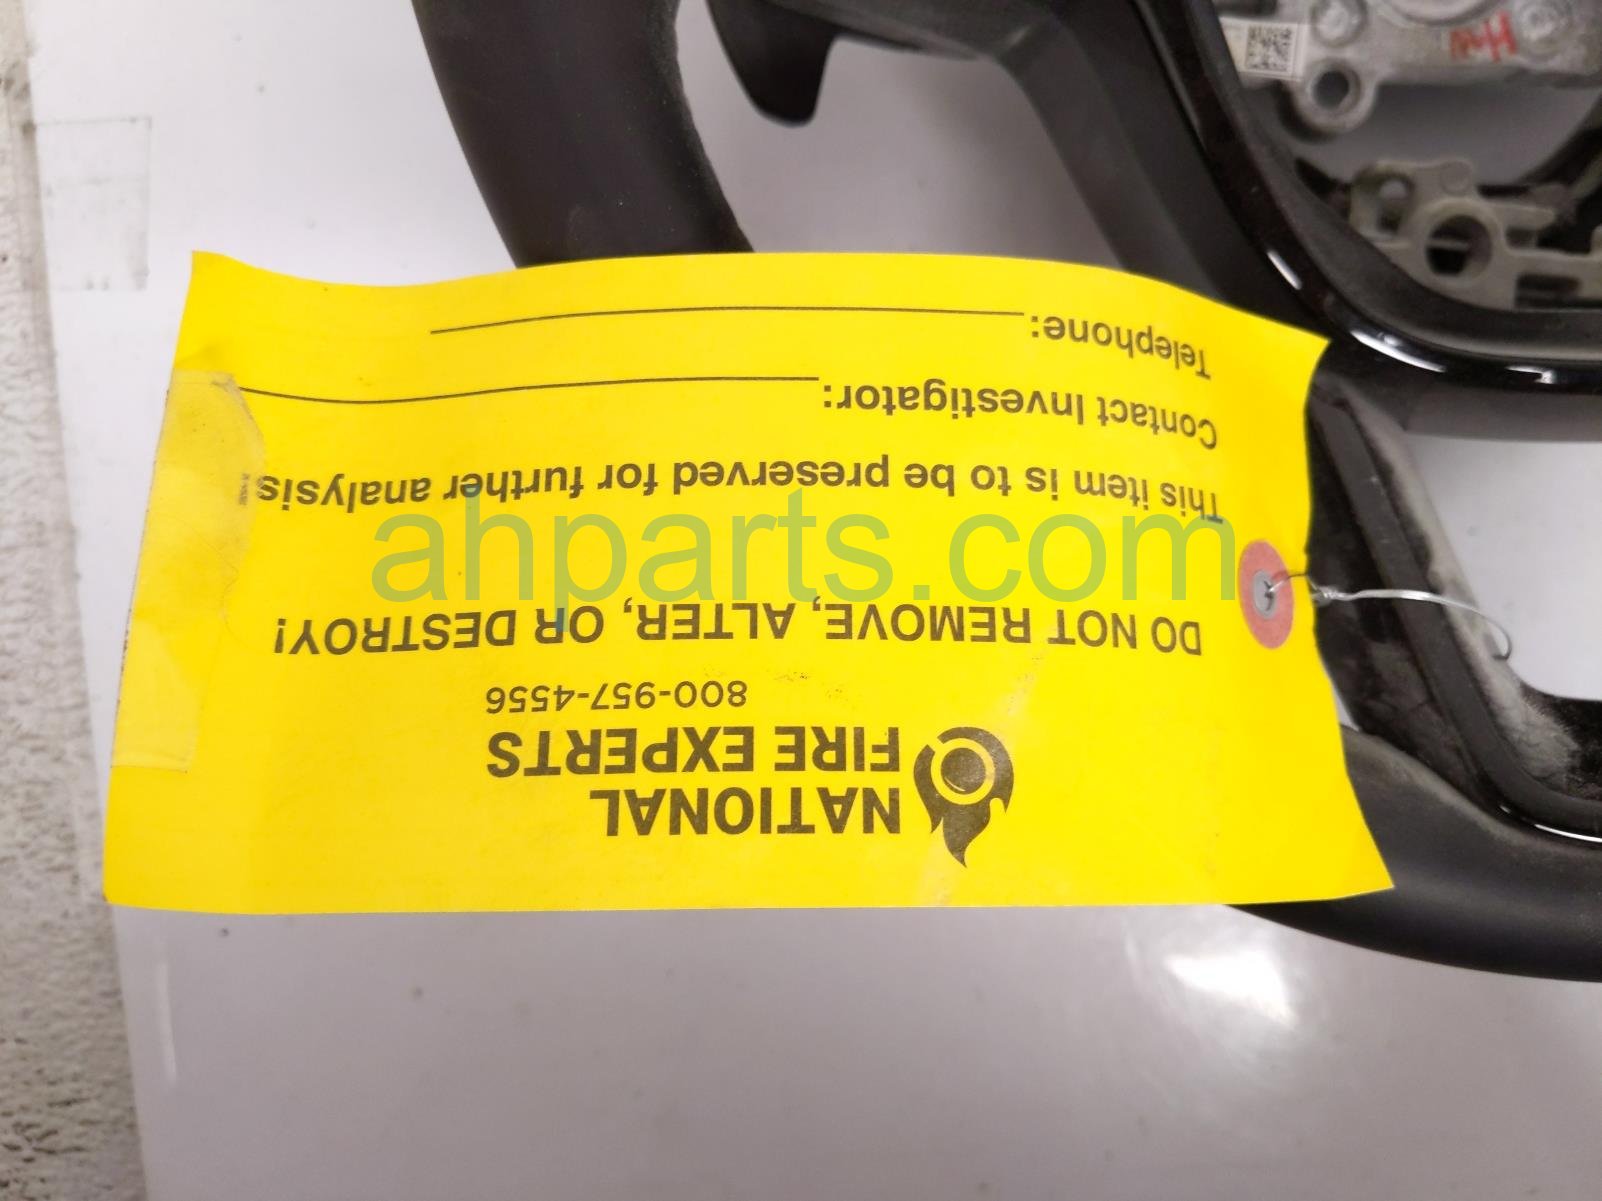 NATIONAL
FIRE EXPERTS
800-957-4556
DO NOT REMOVE, ALTER, OR DESTROY!
This item is to be preserved for further analysis.
Contact Investigator:
Telephone:
ahparts.com